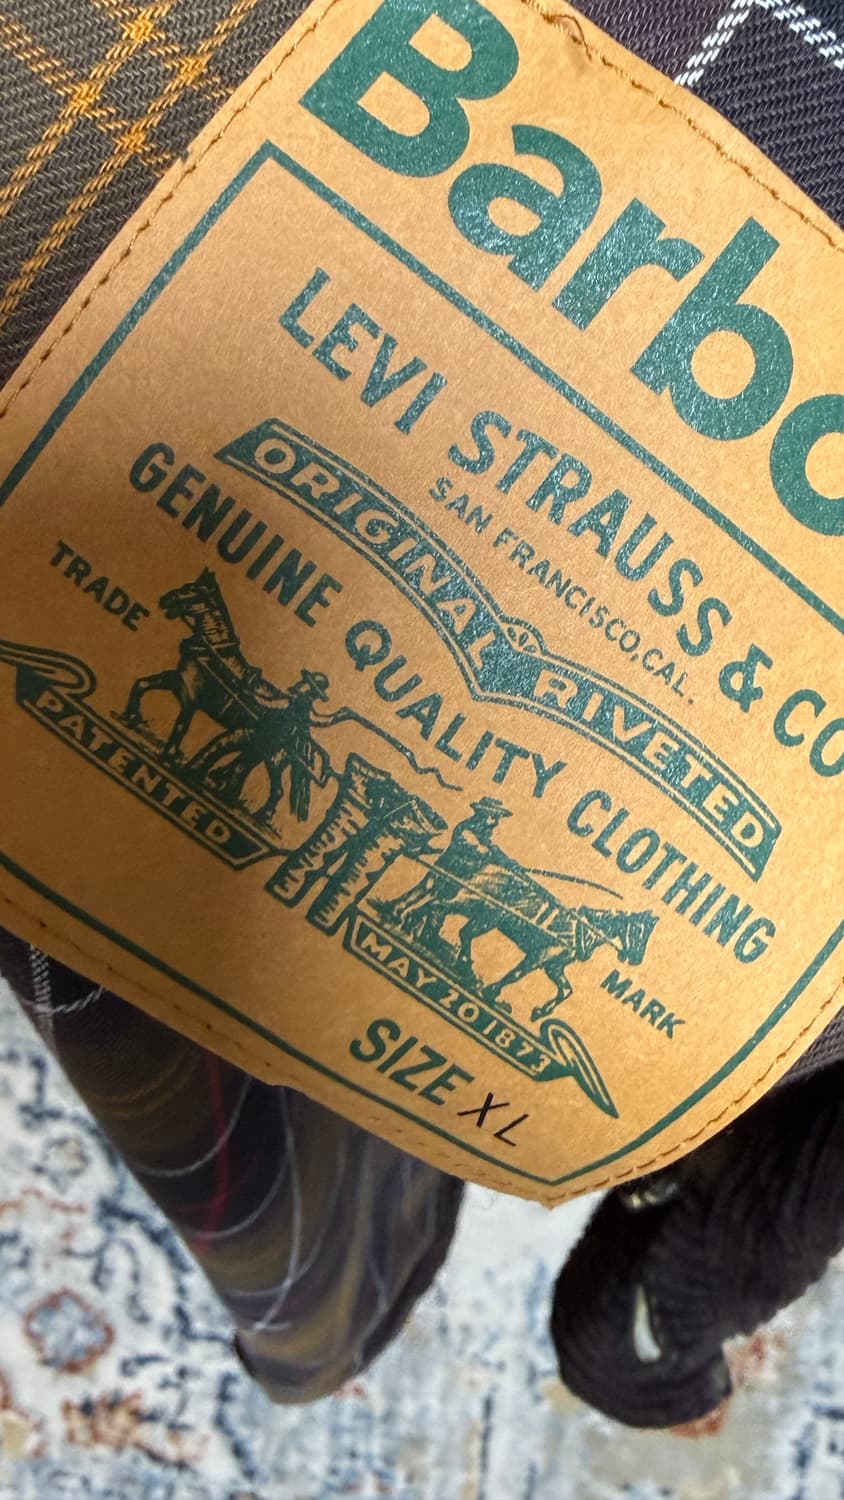 Barbo
LEVI STRAUSS & CO
SAN FRANCISCO, CAL.
ORIGINAL RIVETED
GENUINE QUALITY CLOTHING
TRADE MARK
PATENTED MAY 20 1873
SIZE XL